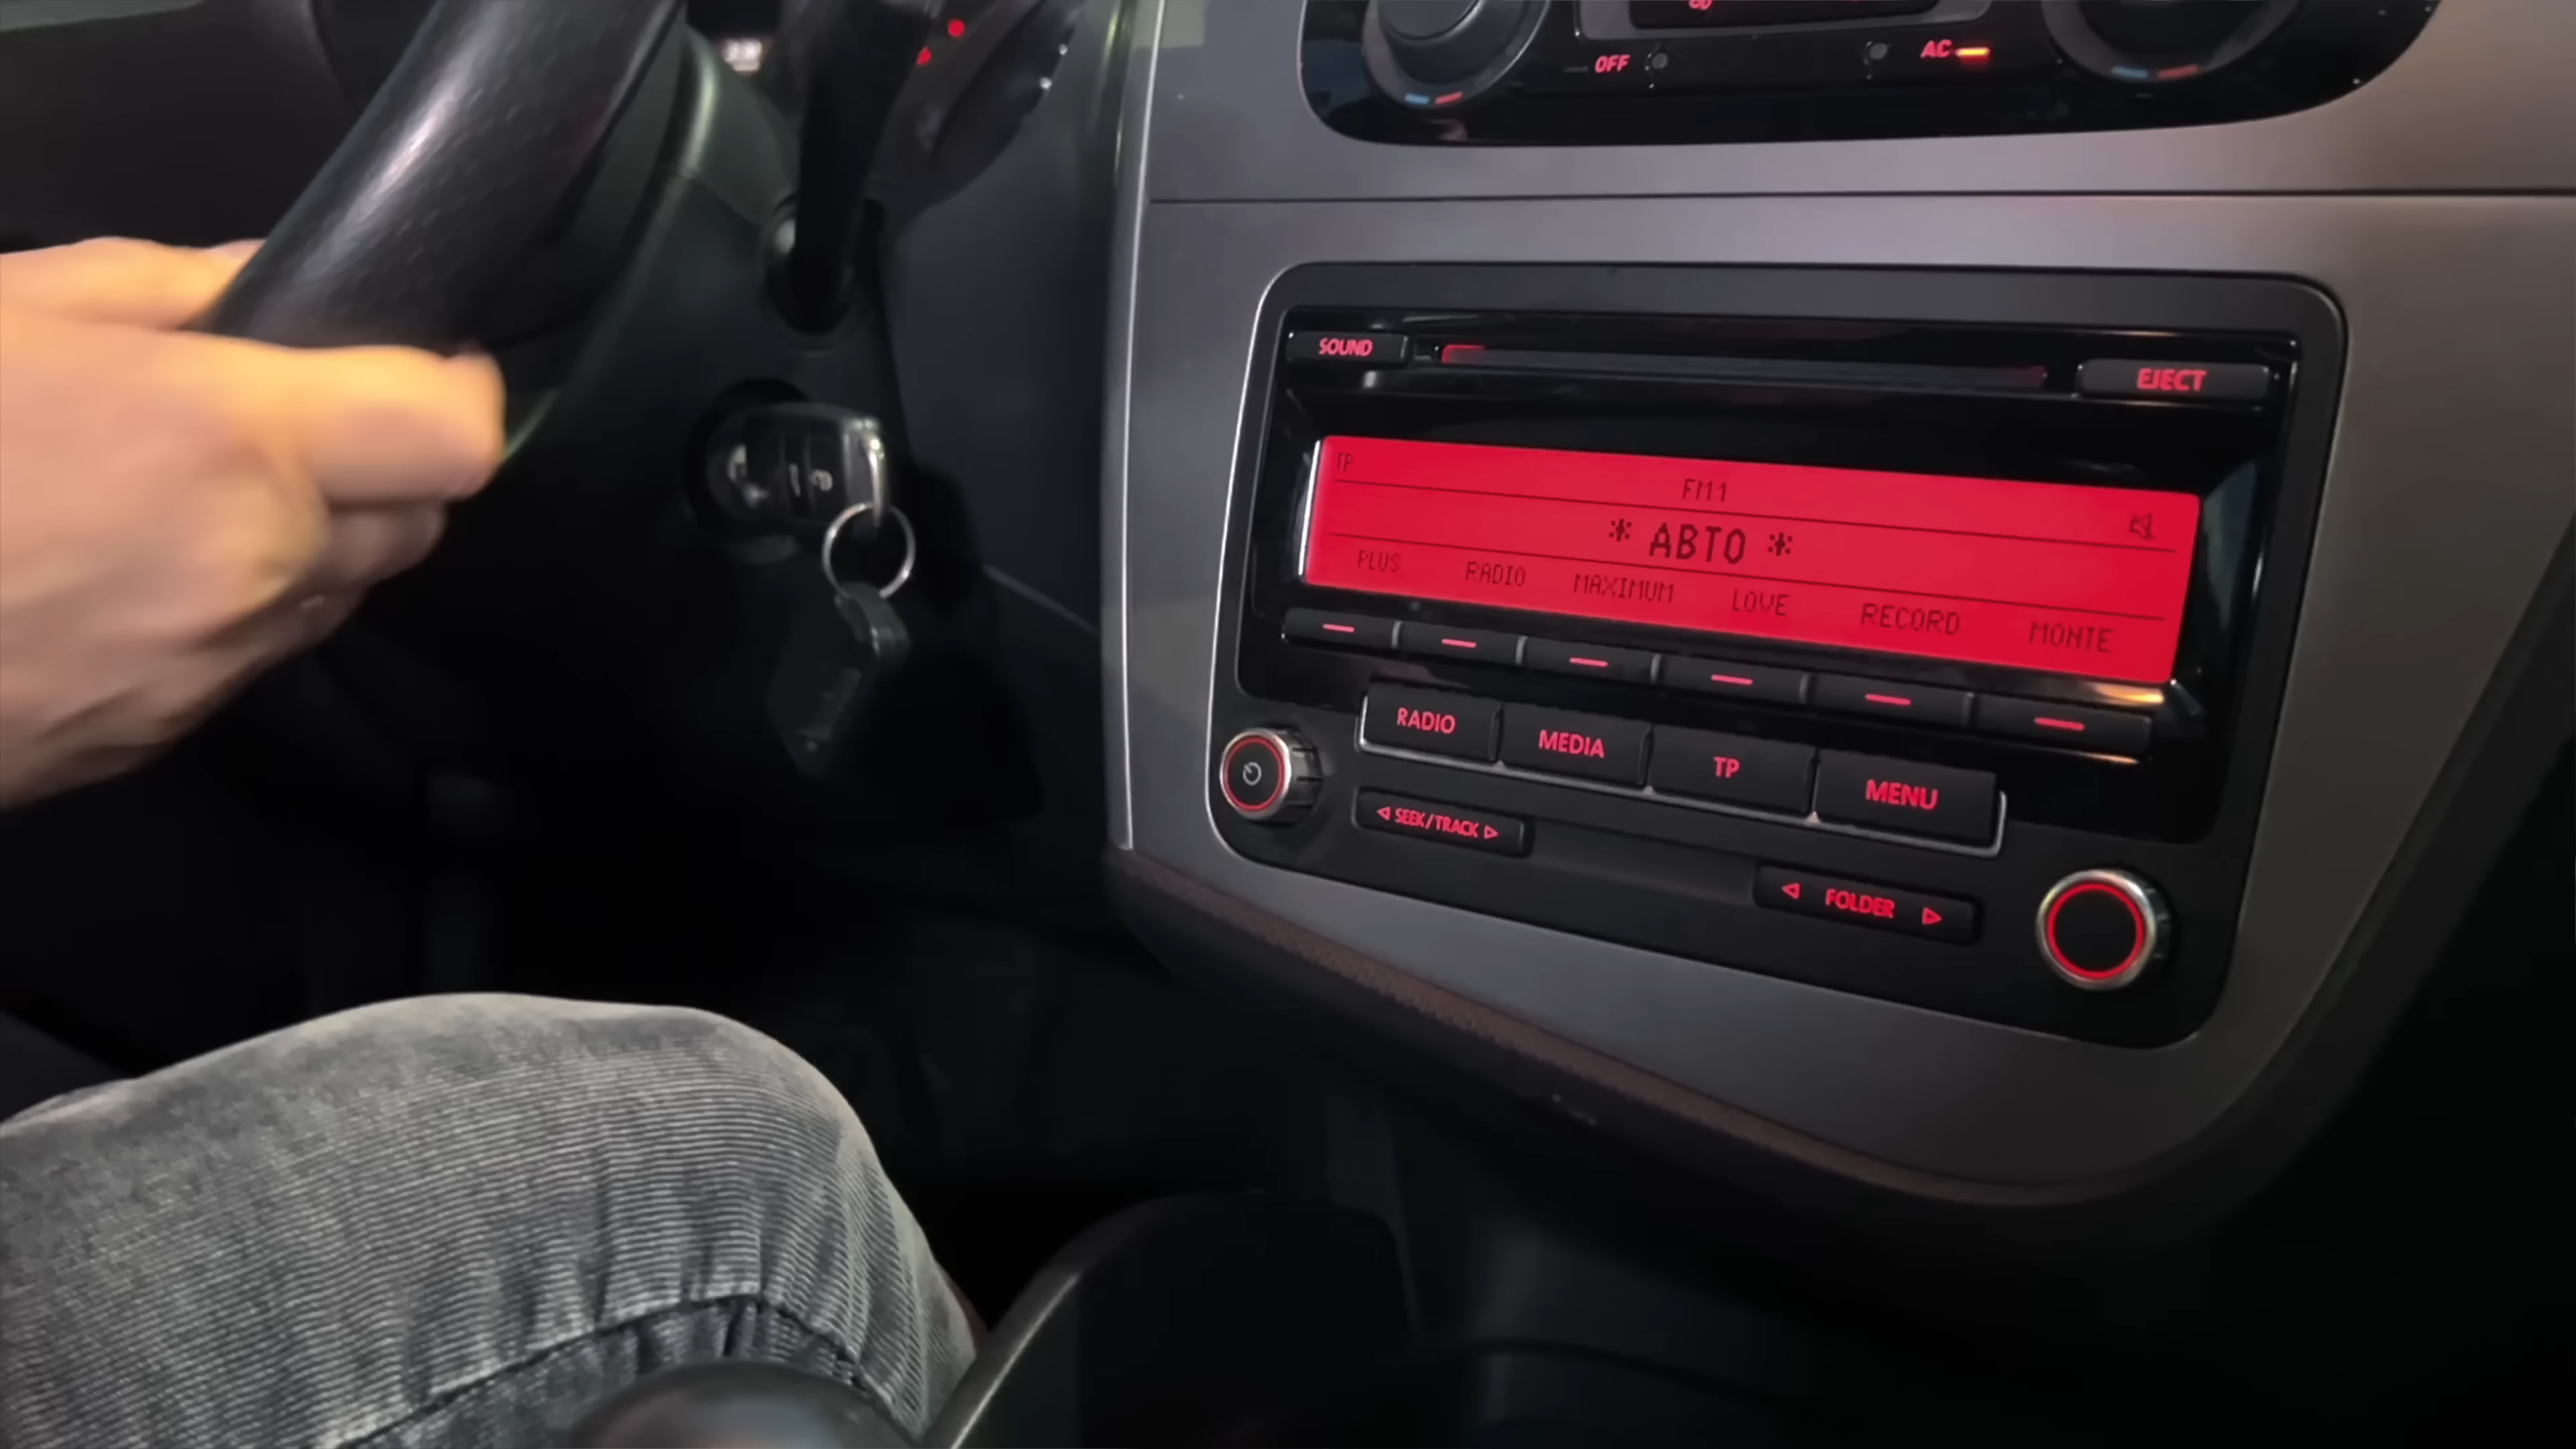 OFF AC
SOUND
EJECT
TP
FM1
* АВТО *
PLUS RADIO MAXIMUM LOVE RECORD MONTE
RADIO MEDIA TP MENU
SEEK/TRACK
FOLDER